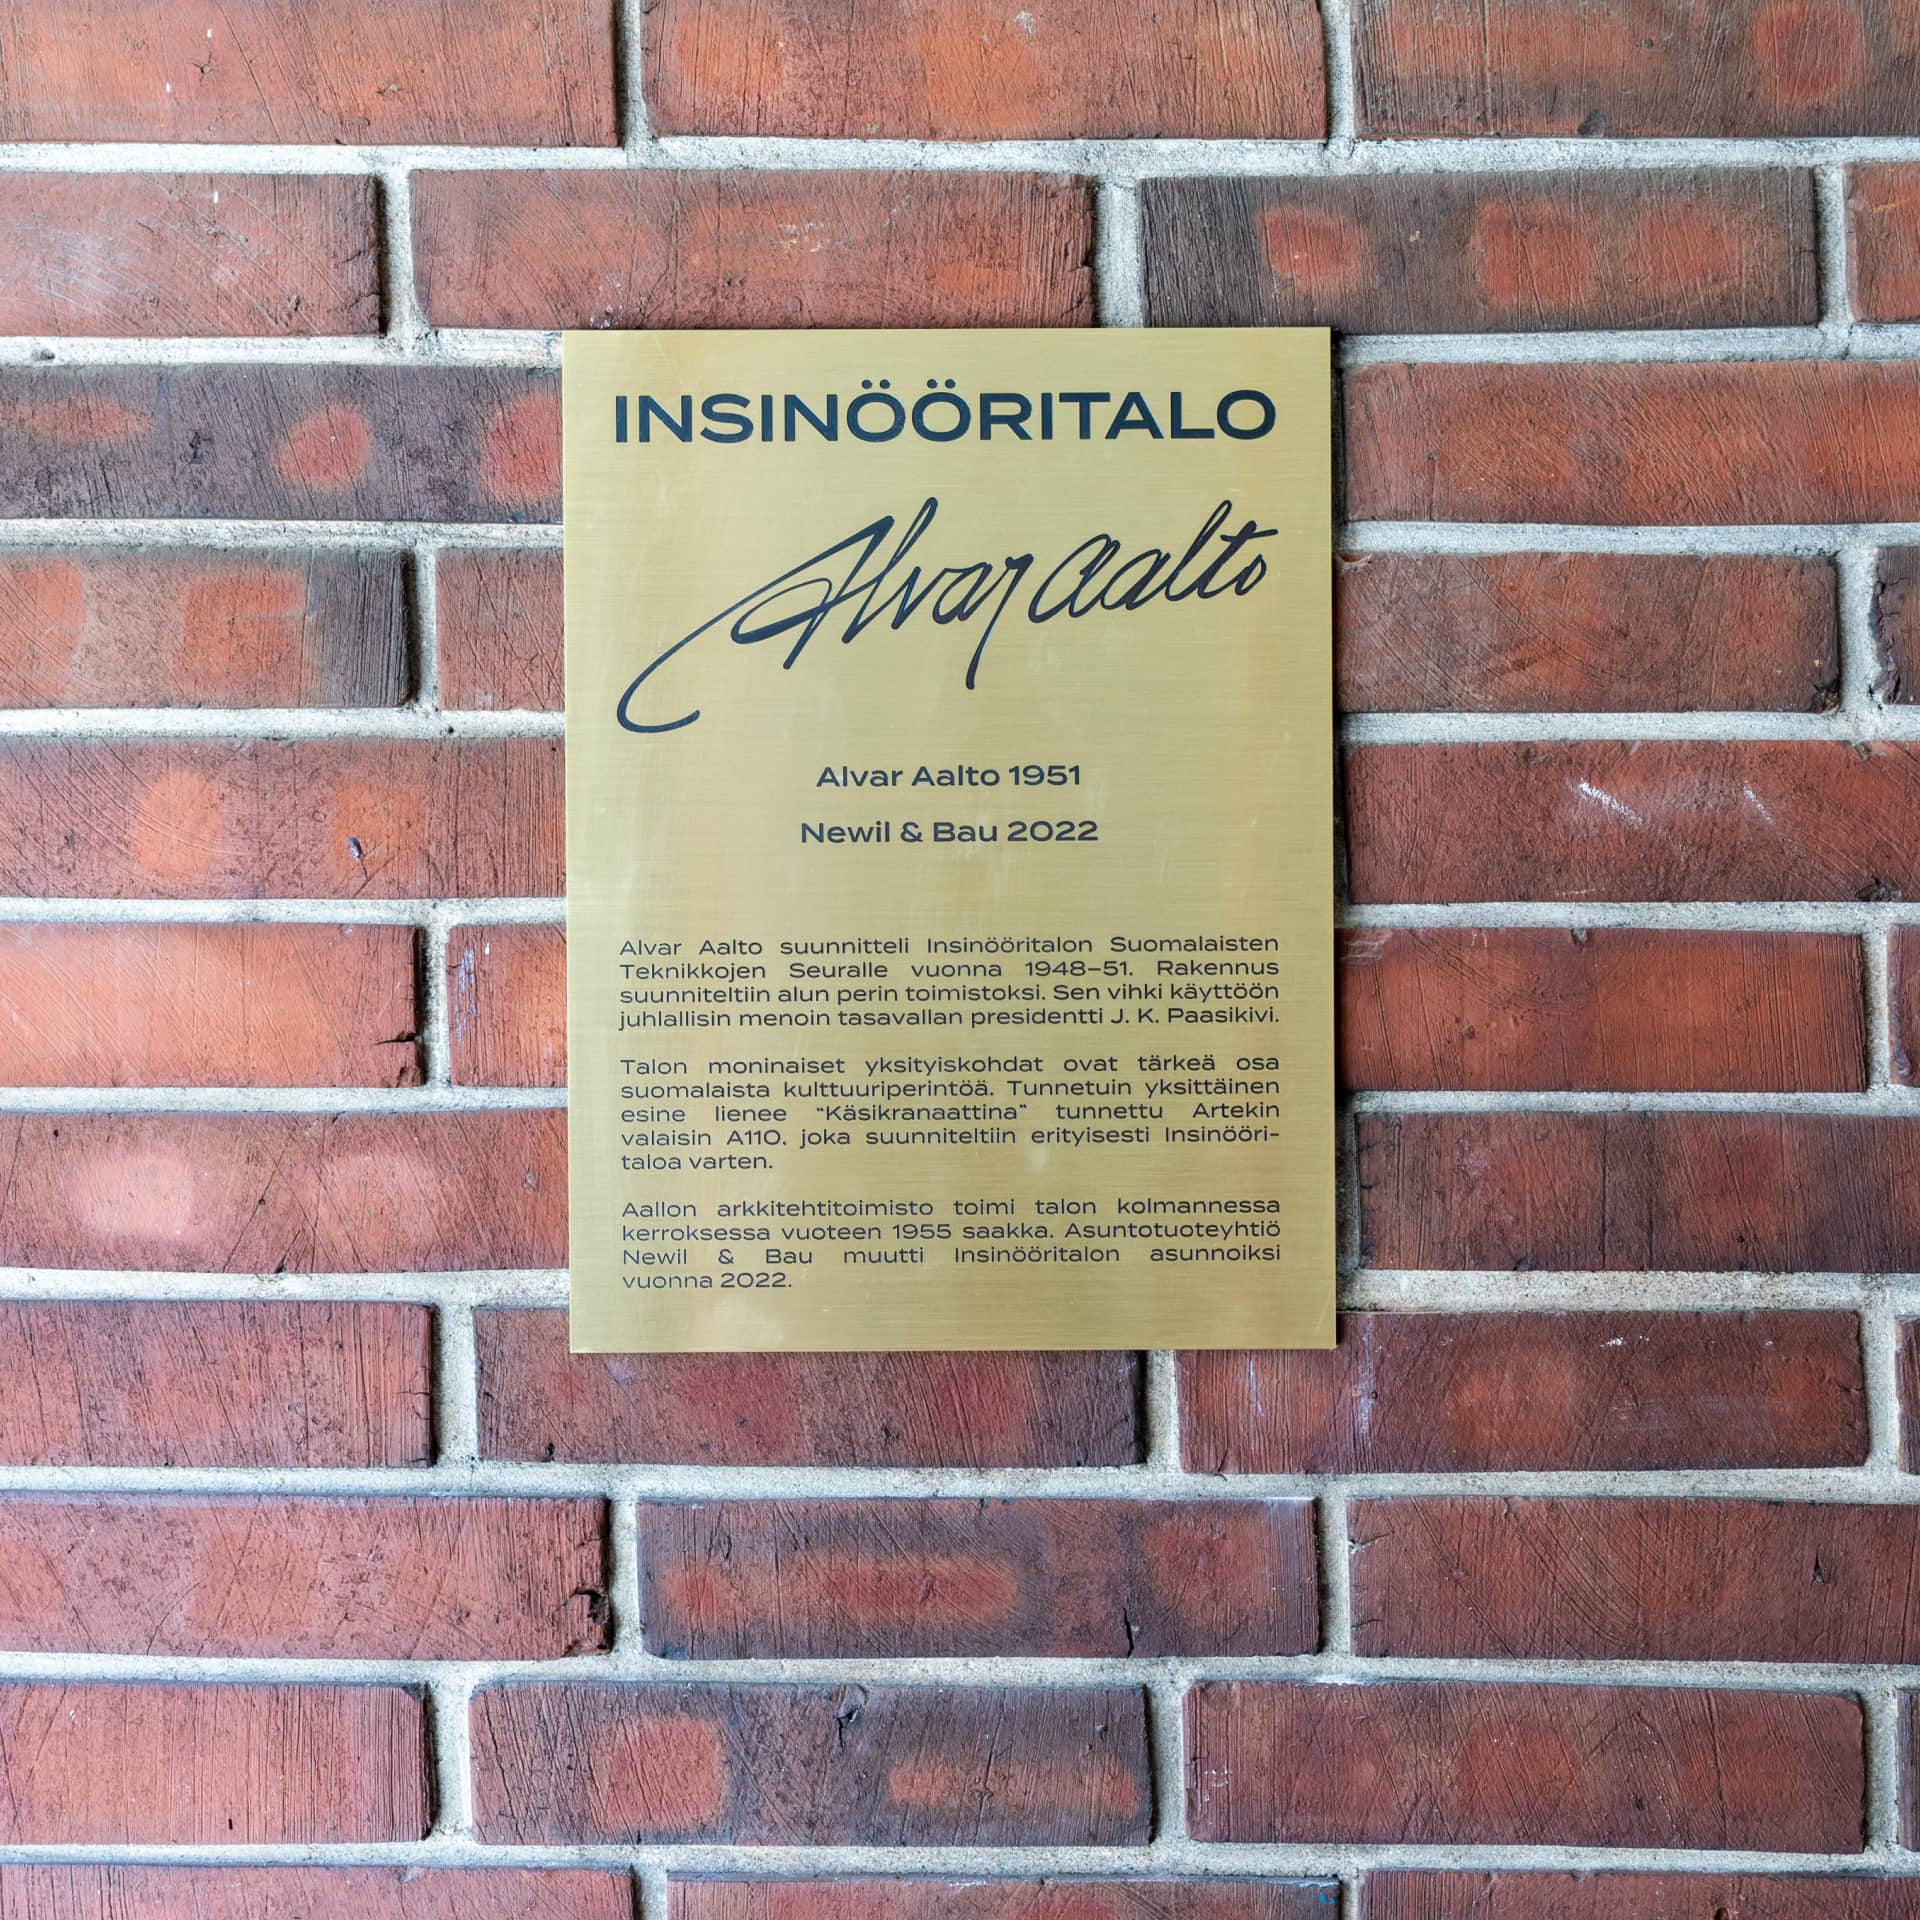 INSINÖÖRITALO
Alvar Aalto
Alvar Aalto 1951
Newil & Bau 2022
Alvar Aalto suunnitteli Insinööritalon Suomalaisten
Teknikkojen Seuralle vuonna 1948–51. Rakennus
suunniteltiin alun perin toimistoksi. Sen vihki käyttöön
juhlallisin menoin tasavallan presidentti J. K. Paasikivi.
Talon moninaiset yksityiskohdat ovat tärkeä osa
suomalaista kulttuuriperintöä. Tunnetuin yksittäinen
esine lienee “Käsikranaattina” tunnettu Artekin
valaisin A110, joka suunniteltiin erityisesti Insinööri-
taloa varten.
Aallon arkkitehtitoimisto toimi talon kolmannessa
kerroksessa vuoteen 1955 saakka. Asuntotuoteyhtiö
Newil & Bau muutti Insinööritalon asunnoiksi
vuonna 2022.